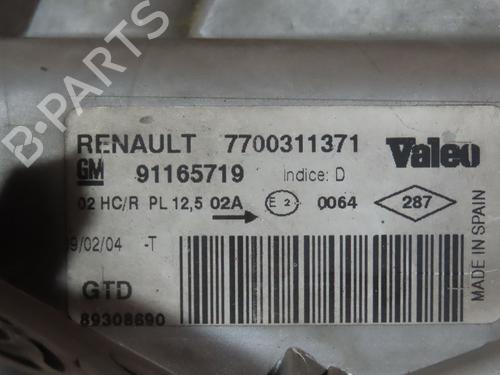 B-PARTS
RENAULT 7700311371 Valeo
GM 91165719 Indice: D
02 HC/R PL 12,5 02A E 2 0064 287
9/02/04 -T
GTD
89308690
MADE IN SPAIN